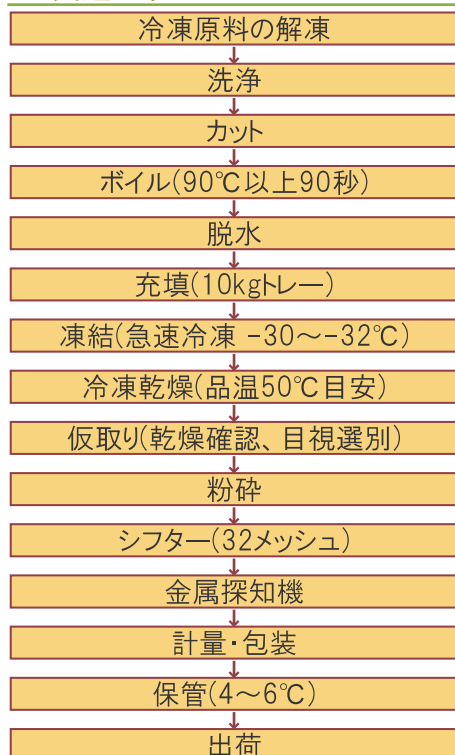 冷凍原料の解凍
洗浄
カット
ボイル(90℃以上90秒)
脱水
充填(10kgトレー)
凍結(急速冷凍 -30～-32℃)
冷凍乾燥(品温50℃目安)
仮取り(乾燥確認、目視選別)
粉砕
シフター(32メッシュ)
金属探知機
計量・包装
保管(4～6℃)
出荷